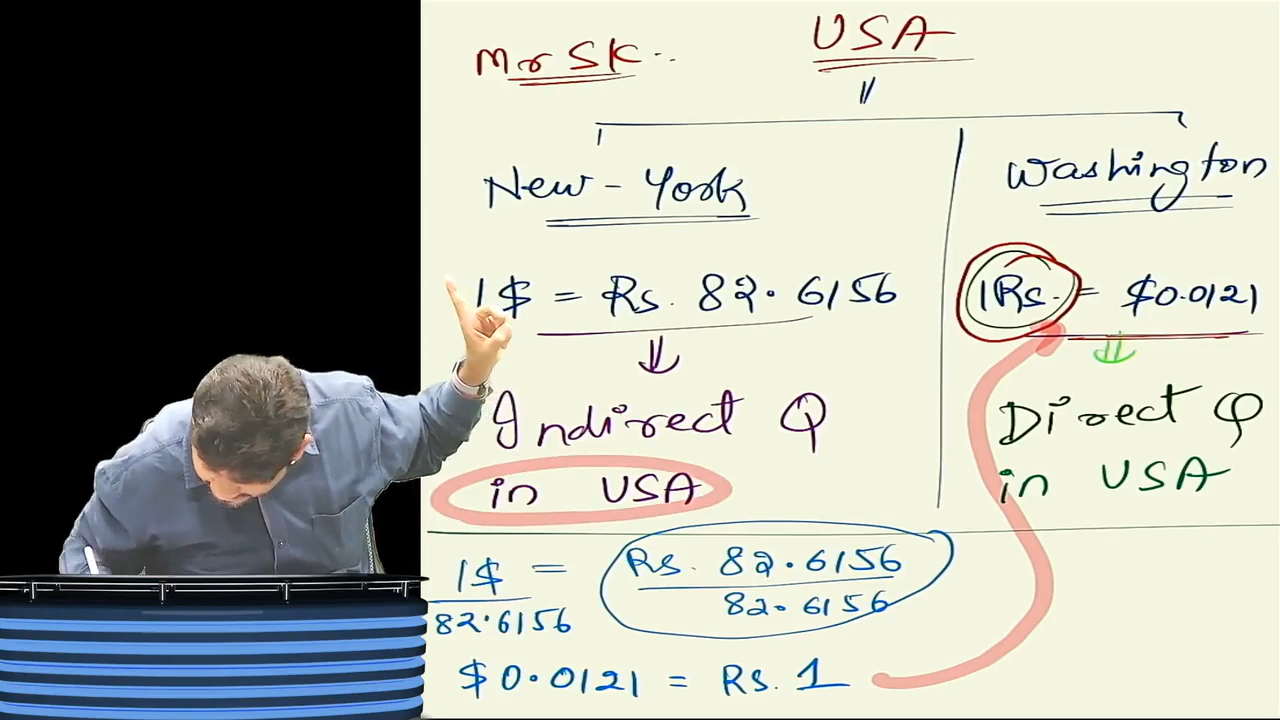 Mr SK..
USA
New-York
Washington
1$ = Rs. 82.6156
1Rs. = $0.0121
Indirect Q
in USA
Direct Q
in USA
1$ = Rs. 82.6156
82.6156 82.6156
$0.0121 = Rs. 1